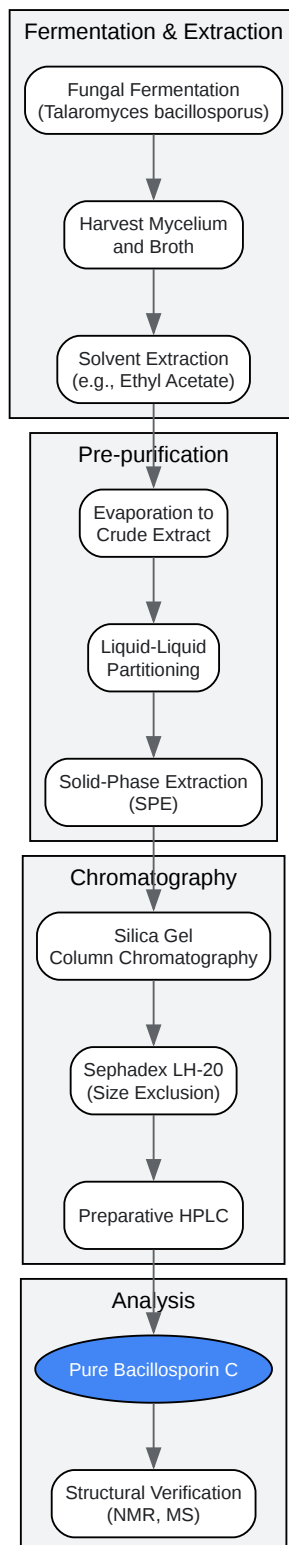 Fermentation & Extraction
Fungal Fermentation
(Talaromyces bacillosporus)
Harvest Mycelium
and Broth
Solvent Extraction
(e.g., Ethyl Acetate)
Pre-purification
Evaporation to
Crude Extract
Liquid-Liquid
Partitioning
Solid-Phase Extraction
(SPE)
Chromatography
Silica Gel
Column Chromatography
Sephadex LH-20
(Size Exclusion)
Preparative HPLC
Analysis
Pure Bacillosporin C
Structural Verification
(NMR, MS)